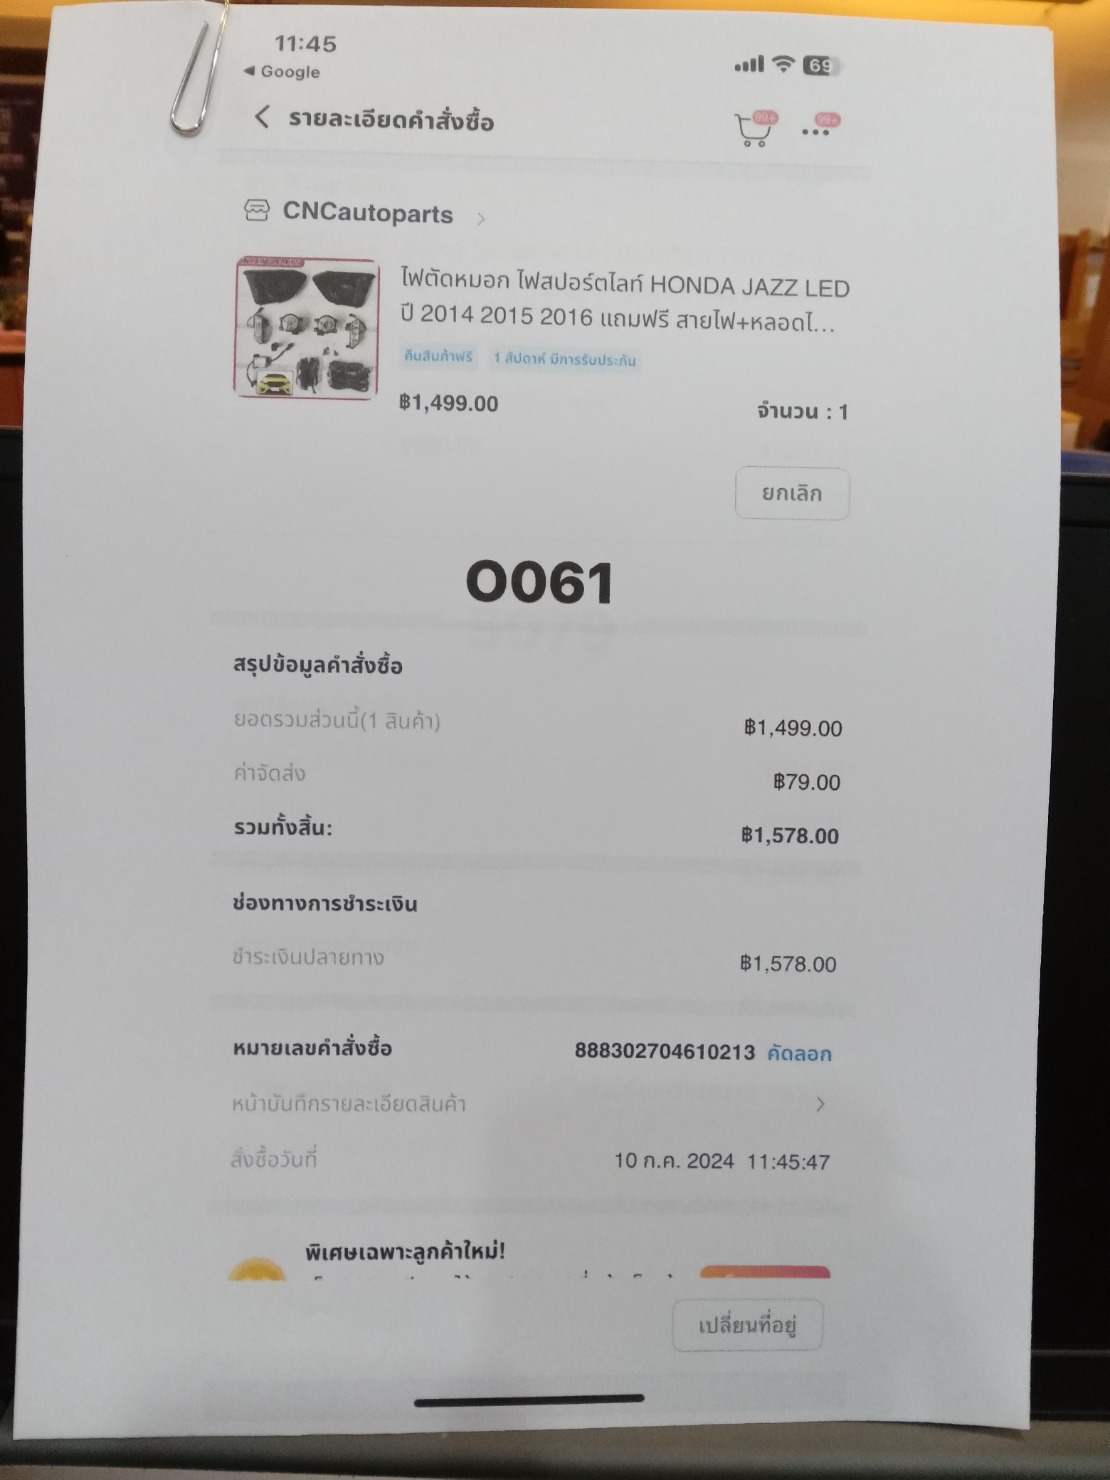 11:45
69
◀ Google
< รายละเอียดคำสั่งซื้อ
99+
99+
CNCautoparts >
ไฟตัดหมอก ไฟสปอร์ตไลท์ HONDA JAZZ LED
ปี 2014 2015 2016 แถมฟรี สายไฟ+หลอดไ...
คืนสินค้าฟรี 1 สัปดาห์ มีการรับประกัน
฿1,499.00
จำนวน : 1
ยกเลิก
O061
สรุปข้อมูลคำสั่งซื้อ
ยอดรวมส่วนนี้(1 สินค้า) ฿1,499.00
ค่าจัดส่ง ฿79.00
รวมทั้งสิ้น: ฿1,578.00
ช่องทางการชำระเงิน
ชำระเงินปลายทาง ฿1,578.00
หมายเลขคำสั่งซื้อ 888302704610213 คัดลอก
หน้าบันทึกรายละเอียดสินค้า >
สั่งซื้อวันที่ 10 ก.ค. 2024 11:45:47
พิเศษเฉพาะลูกค้าใหม่!
เปลี่ยนที่อยู่